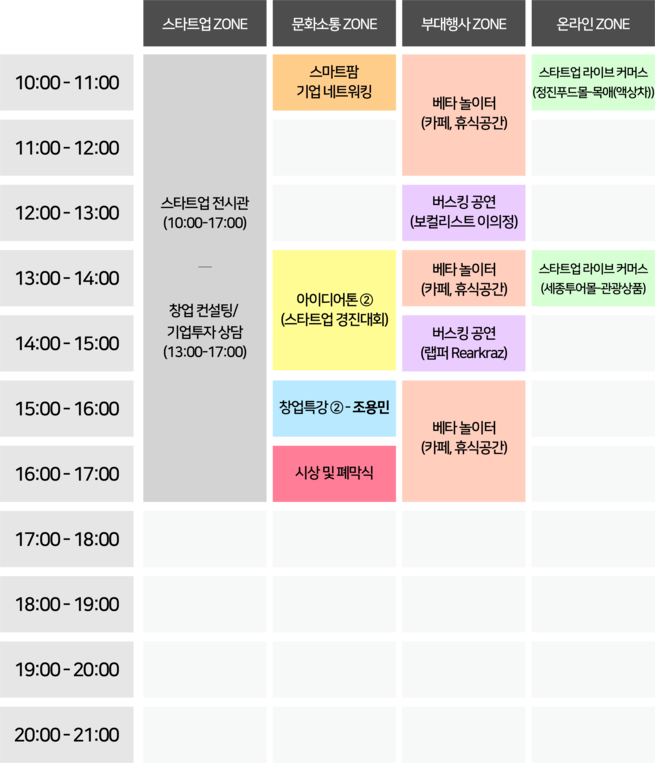 스타트업 ZONE
문화소통 ZONE
부대행사 ZONE
온라인 ZONE
10:00 - 11:00
스마트팜
기업 네트워킹
베타 놀이터
(카페, 휴식공간)
스타트업 라이브 커머스
(정진푸드몰-목애(액상차))
11:00 - 12:00
12:00 - 13:00
스타트업 전시관
(10:00-17:00)
—
창업 컨설팅/
기업투자 상담
(13:00-17:00)
버스킹 공연
(보컬리스트 이의정)
13:00 - 14:00
아이디어톤 ②
(스타트업 경진대회)
베타 놀이터
(카페, 휴식공간)
스타트업 라이브 커머스
(세종투어몰-관광상품)
14:00 - 15:00
버스킹 공연
(랩퍼 Rearkraz)
15:00 - 16:00
창업특강 ② - 조용민
베타 놀이터
(카페, 휴식공간)
16:00 - 17:00
시상 및 폐막식
17:00 - 18:00
18:00 - 19:00
19:00 - 20:00
20:00 - 21:00